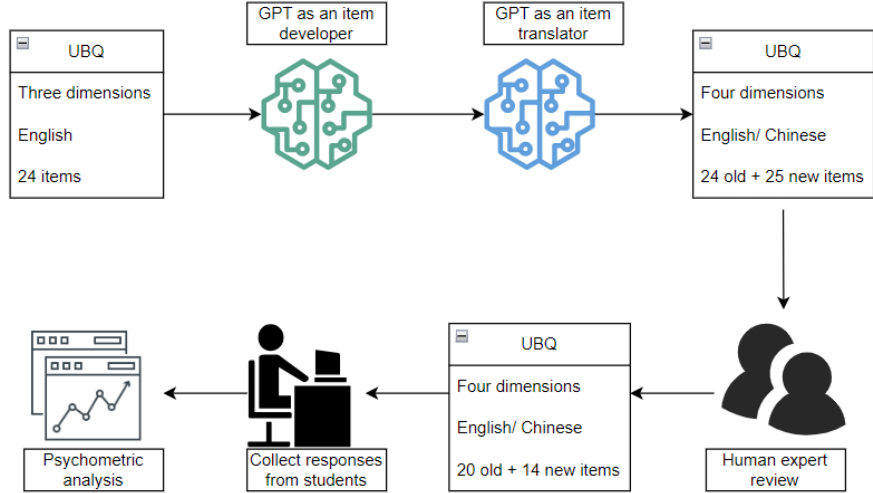 UBQ
Three dimensions
English
24 items
GPT as an item
developer
GPT as an item
translator
UBQ
Four dimensions
English/ Chinese
24 old + 25 new items
Human expert
review
UBQ
Four dimensions
English/ Chinese
20 old + 14 new items
Collect responses
from students
Psychometric
analysis